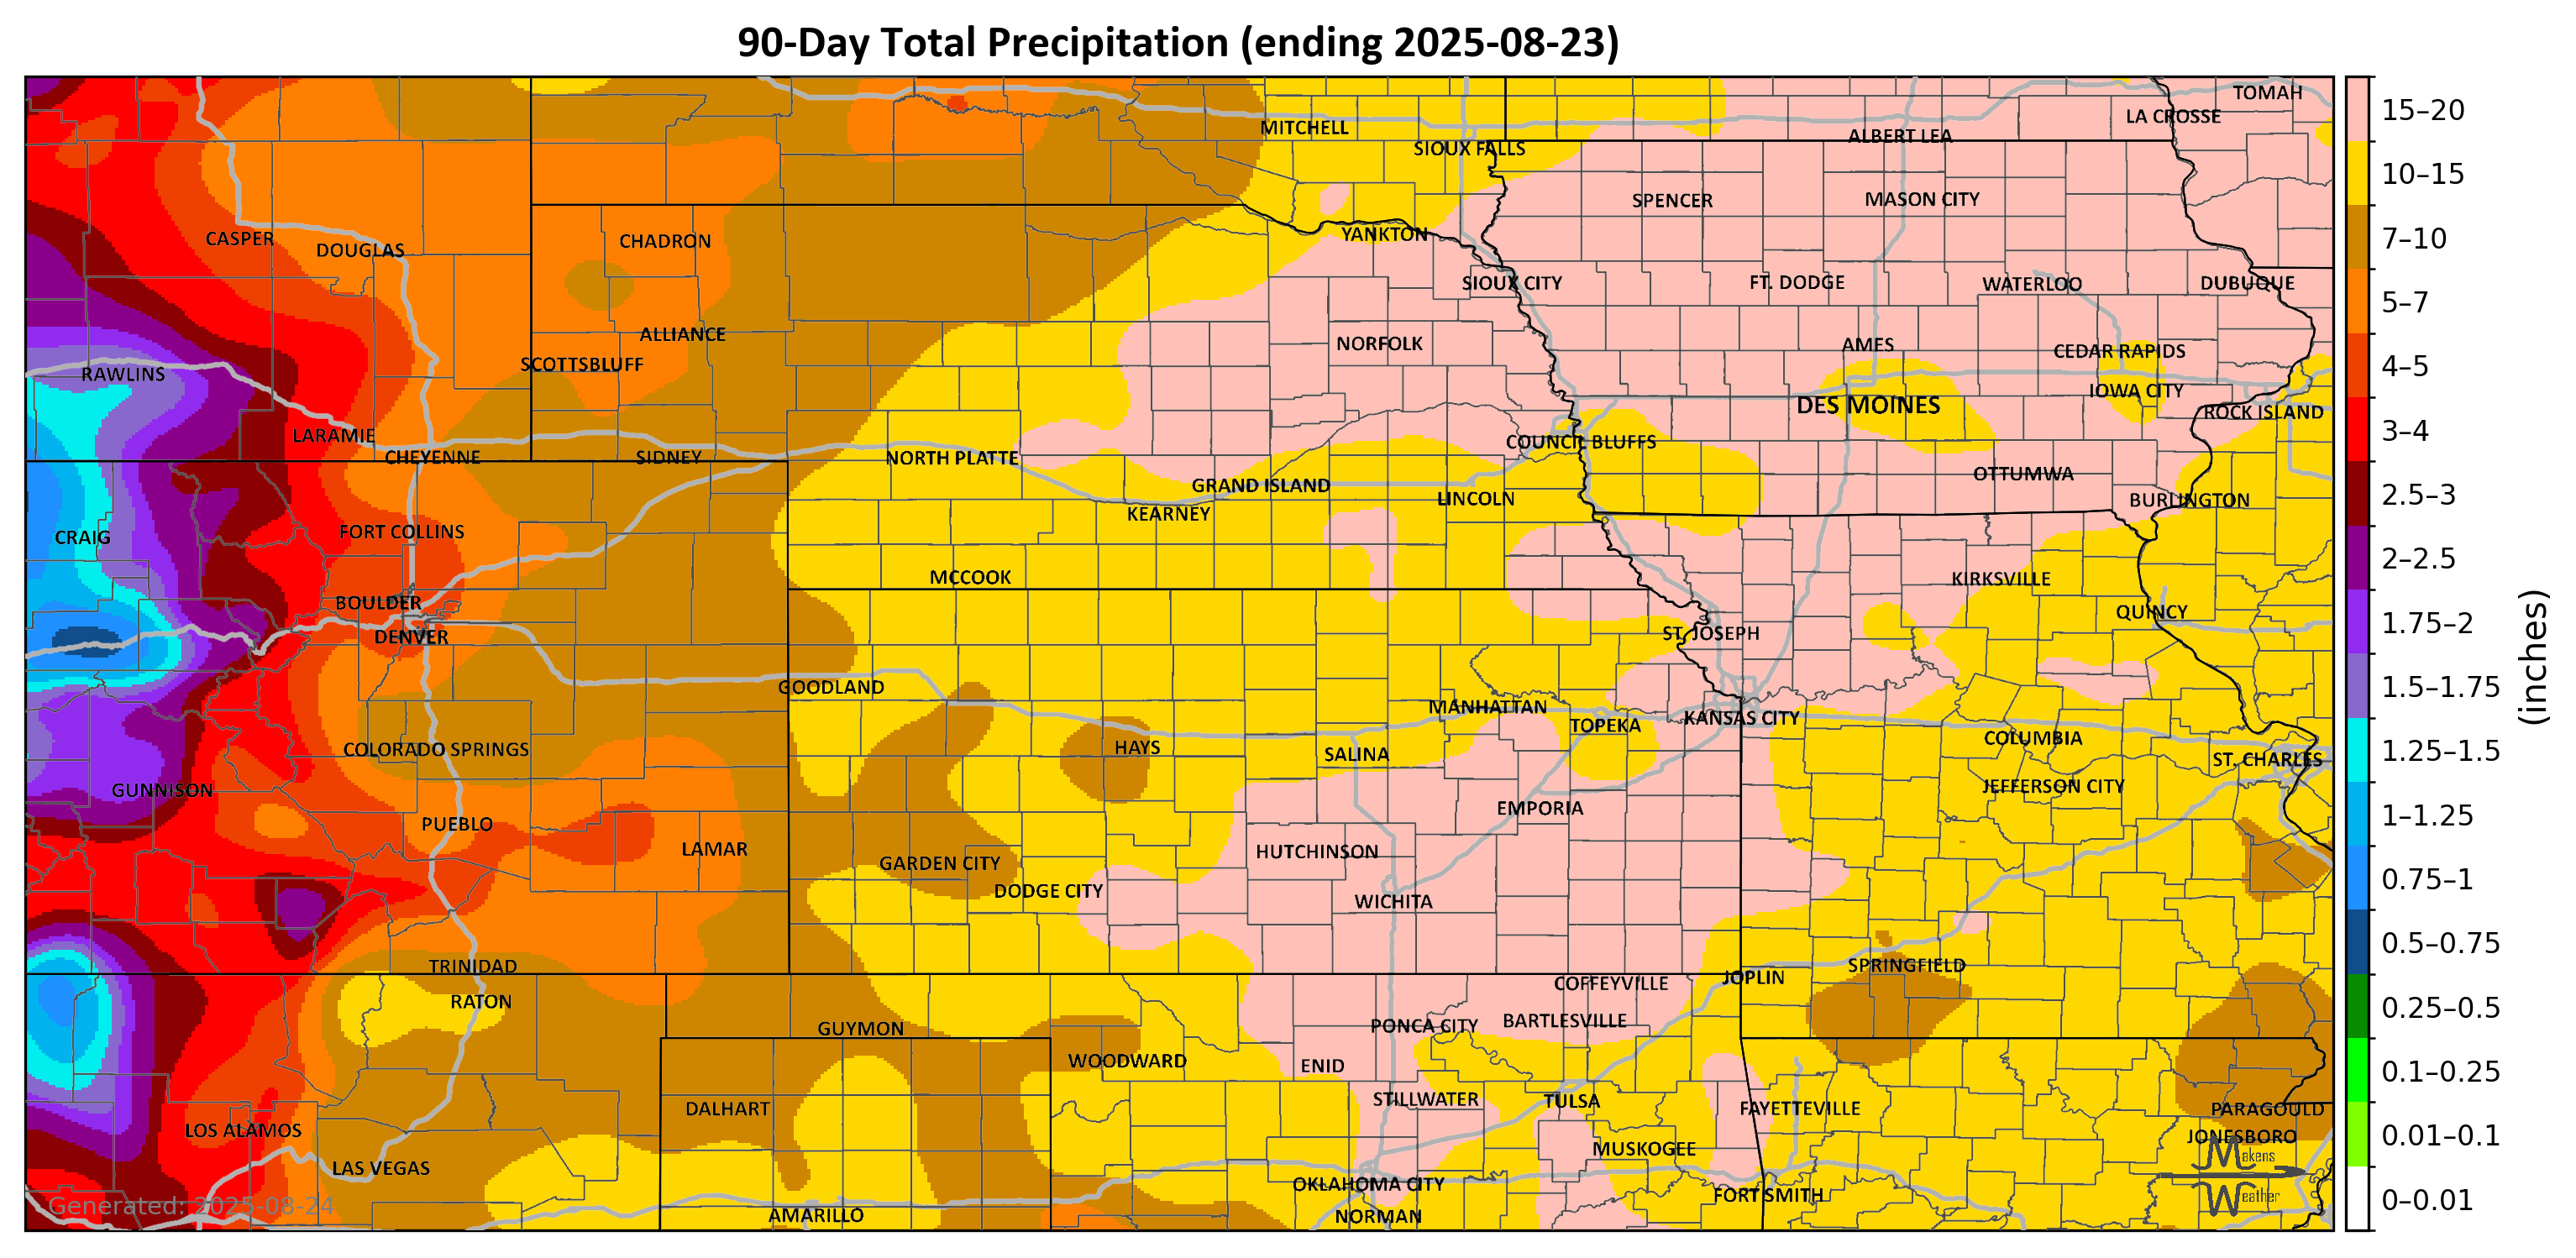 90-Day Total Precipitation (ending 2025-08-23)
TOMAH
LA CROSSE
MITCHELL
ALBERT LEA
SIOUX FALLS
SPENCER
MASON CITY
YANKTON
CASPER
DOUGLAS
CHADRON
SIOUX CITY
FT. DODGE
WATERLOO
DUBUQUE
ALLIANCE
NORFOLK
AMES
CEDAR RAPIDS
SCOTTSBLUFF
RAWLINS
IOWA CITY
DES MOINES
ROCK ISLAND
LARAMIE
COUNCIL BLUFFS
CHEYENNE
SIDNEY
NORTH PLATTE
OTTUMWA
GRAND ISLAND
LINCOLN
BURLINGTON
KEARNEY
FORT COLLINS
CRAIG
MCCOOK
KIRKSVILLE
BOULDER
QUINCY
DENVER
ST. JOSEPH
GOODLAND
MANHATTAN
KANSAS CITY
TOPEKA
COLUMBIA
COLORADO SPRINGS
HAYS
SALINA
ST. CHARLES
GUNNISON
JEFFERSON CITY
EMPORIA
PUEBLO
LAMAR
HUTCHINSON
GARDEN CITY
DODGE CITY
WICHITA
TRINIDAD
SPRINGFIELD
JOPLIN
COFFEYVILLE
RATON
BARTLESVILLE
GUYMON
PONCA CITY
WOODWARD
ENID
STILLWATER
TULSA
DALHART
FAYETTEVILLE
PARAGOULD
LOS ALAMOS
JONESBORO
MUSKOGEE
LAS VEGAS
OKLAHOMA CITY
FORT SMITH
AMARILLO
NORMAN
Makens
Weather
Generated: 2025-08-24
15–20
10–15
7–10
5–7
4–5
3–4
2.5–3
2–2.5
1.75–2
1.5–1.75
1.25–1.5
1–1.25
0.75–1
0.5–0.75
0.25–0.5
0.1–0.25
0.01–0.1
0–0.01
(inches)